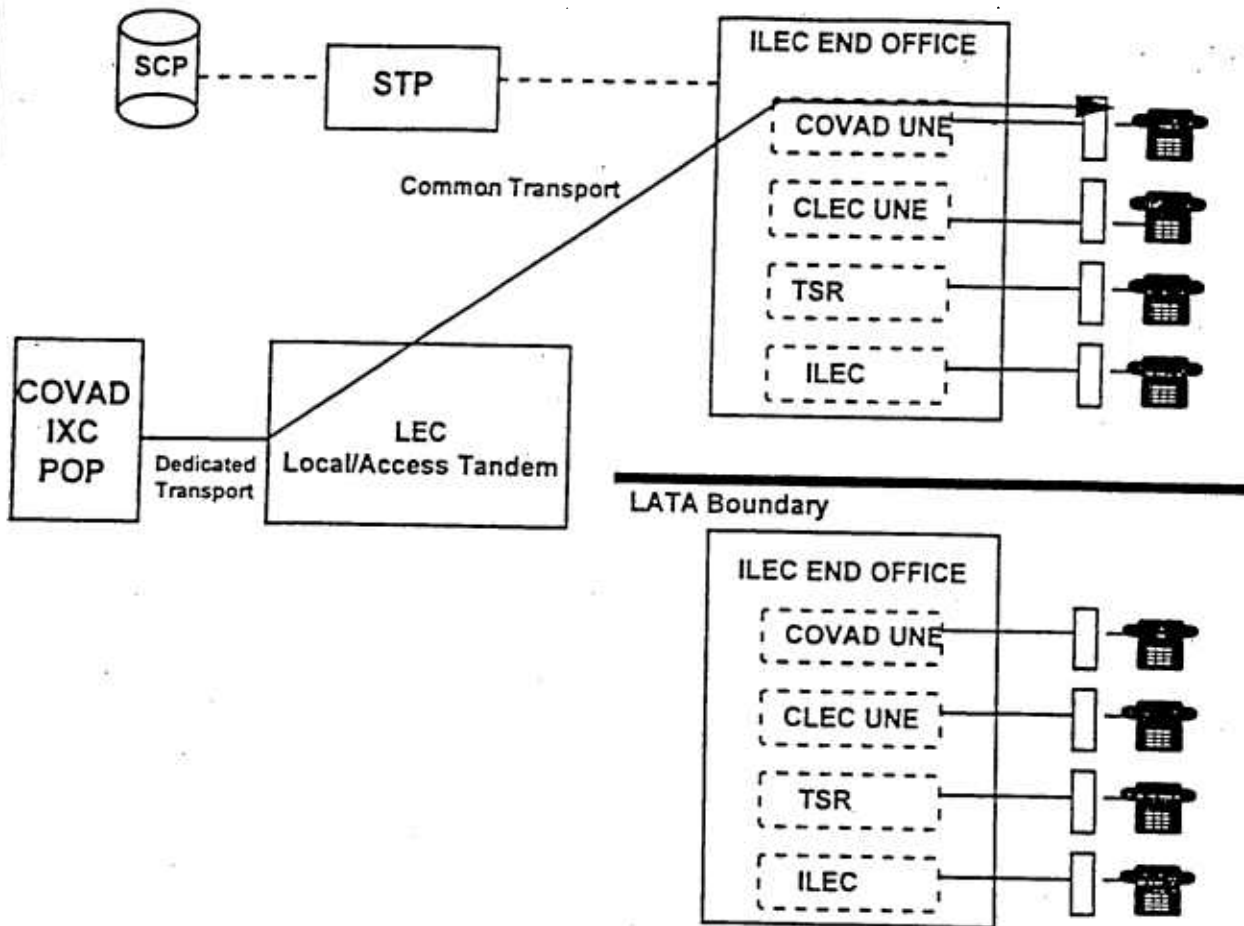 ILEC END OFFICE
SCP
STP
COVAD UNE
Common Transport
CLEC UNE
TSR
ILEC
COVAD
IXC
POP
Dedicated
Transport
LEC
Local/Access Tandem
LATA Boundary
ILEC END OFFICE
COVAD UNE
CLEC UNE
TSR
ILEC